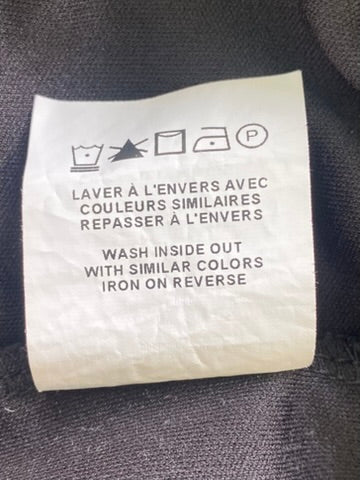 P
LAVER À L'ENVERS AVEC
COULEURS SIMILAIRES
REPASSER À L'ENVERS
WASH INSIDE OUT
WITH SIMILAR COLORS
IRON ON REVERSE